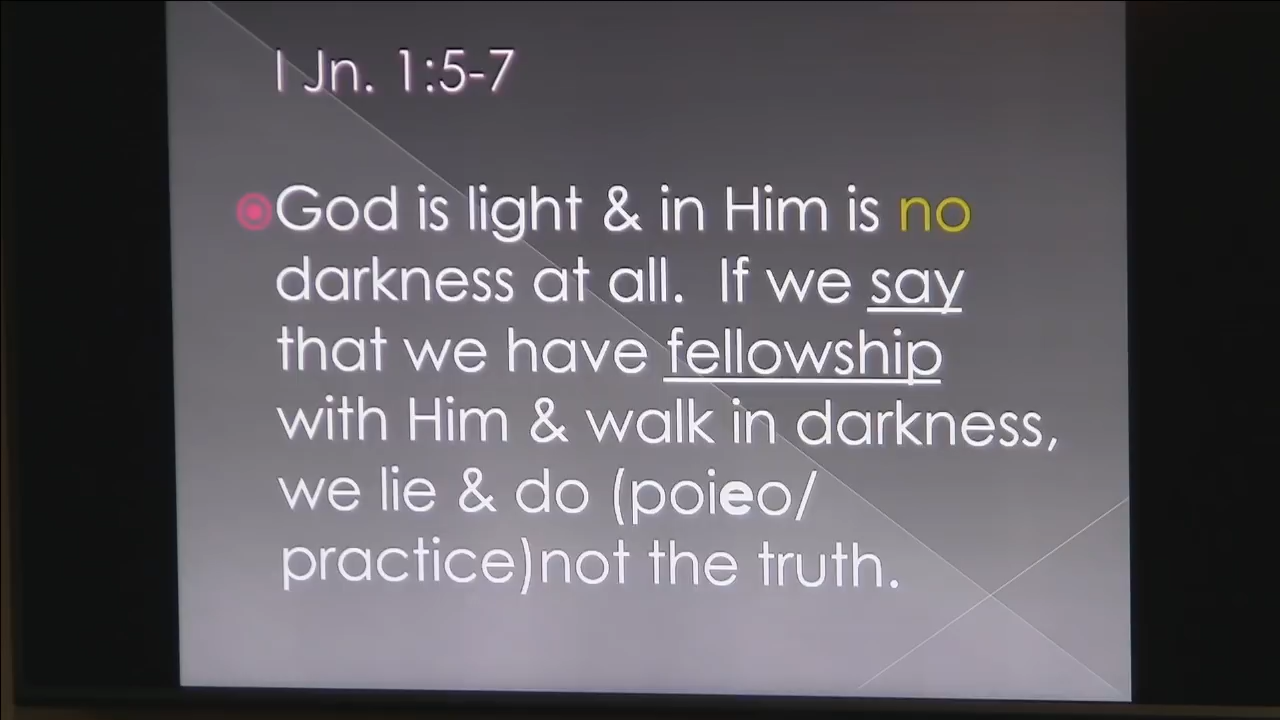 I Jn. 1:5-7
God is light & in Him is no
darkness at all.  If we say
that we have fellowship
with Him & walk in darkness,
we lie & do (poieo/
practice)not the truth.